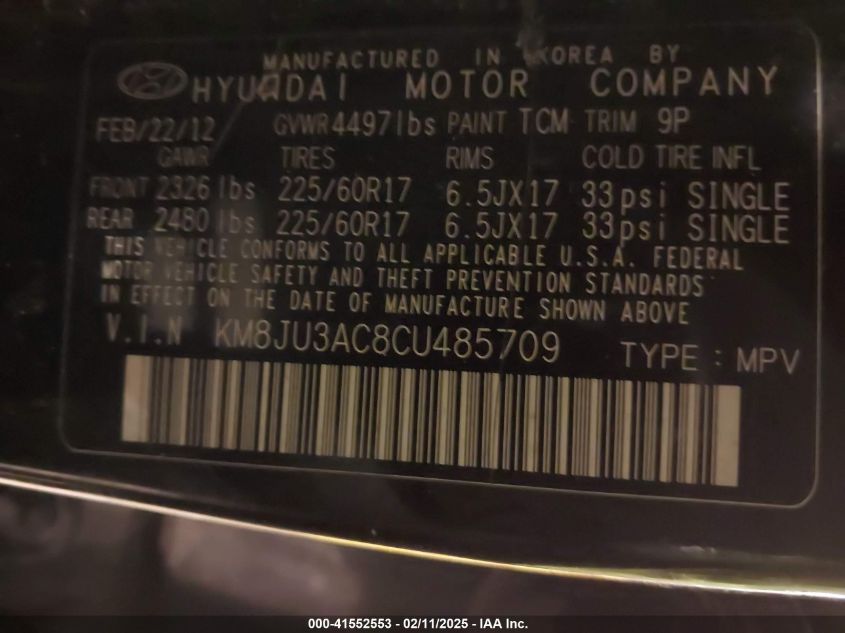 MANUFACTURED IN KOREA BY
HYUNDAI MOTOR COMPANY
FEB/22/12 GVWR 4497lbs PAINT TCM TRIM 9P
GAWR TIRES RIMS COLD TIRE INFL
FRONT 2326 lbs 225/60R17 6.5JX17 33psi SINGLE
REAR 2480 lbs 225/60R17 6.5JX17 33psi SINGLE
THIS VEHICLE CONFORMS TO ALL APPLICABLE U.S.A. FEDERAL
MOTOR VEHICLE SAFETY AND THEFT PREVENTION STANDARDS
IN EFFECT ON THE DATE OF MANUFACTURE SHOWN ABOVE
V.I.N KM8JU3AC8CU485709 TYPE : MPV
000-41552553 — 02/11/2025 — IAA Inc.